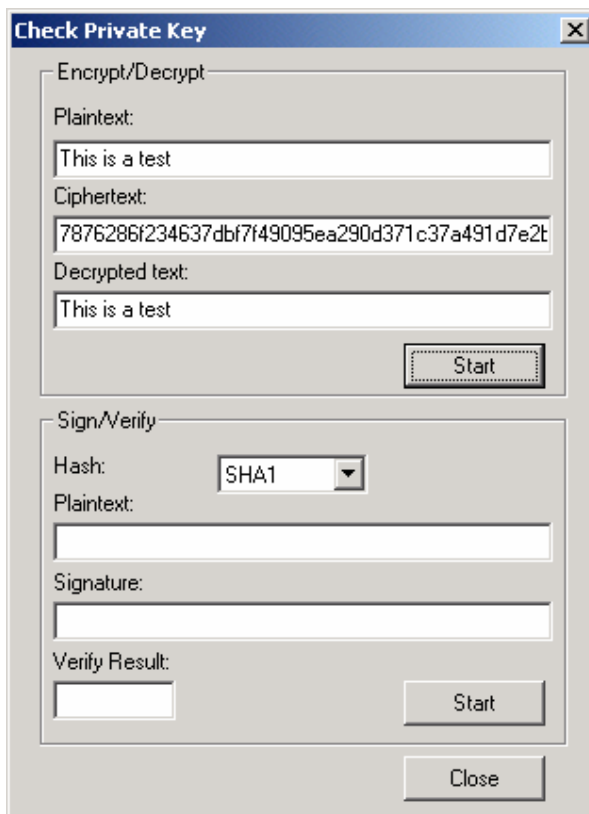 Check Private Key
Encrypt/Decrypt
Plaintext:
This is a test
Ciphertext:
7876286f234637dbf7f49095ea290d371c37a491d7e2b
Decrypted text:
This is a test
Start
Sign/Verify
Hash:
SHA1
Plaintext:
Signature:
Verify Result:
Start
Close